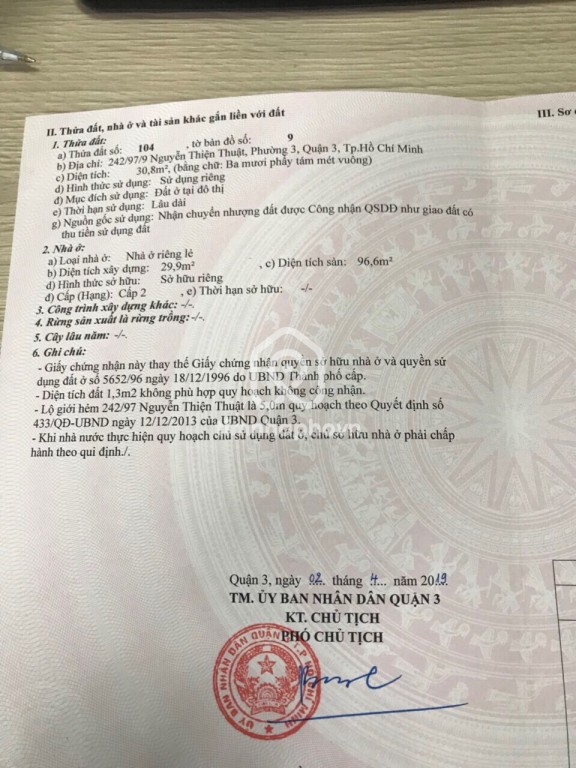 II. Thửa đất, nhà ở và tài sản khác gắn liền với đất
III. Sơ
1. Thửa đất:
a) Thửa đất số: 104 , tờ bản đồ số: 9
b) Địa chỉ: 242/97/9 Nguyễn Thiện Thuật, Phường 3, Quận 3, Tp.Hồ Chí Minh
c) Diện tích: 30,8m², (bằng chữ: Ba mươi phẩy tám mét vuông)
d) Hình thức sử dụng: Sử dụng riêng
đ) Mục đích sử dụng: Đất ở tại đô thị
e) Thời hạn sử dụng: Lâu dài
g) Nguồn gốc sử dụng: Nhận chuyển nhượng đất được Công nhận QSDĐ như giao đất có
thu tiền sử dụng đất
2. Nhà ở:
a) Loại nhà ở: Nhà ở riêng lẻ
b) Diện tích xây dựng: 29,9m² , c) Diện tích sàn: 96,6m²
d) Hình thức sở hữu: Sở hữu riêng
đ) Cấp (Hạng): Cấp 2 , e) Thời hạn sở hữu: -/-
3. Công trình xây dựng khác: -/-.
4. Rừng sản xuất là rừng trồng:-/-.
5. Cây lâu năm: -/-.
6. Ghi chú:
- Giấy chứng nhận này thay thế Giấy chứng nhận quyền sở hữu nhà ở và quyền sử
dụng đất ở số 5652/96 ngày 18/12/1996 do UBND Thành phố cấp.
- Diện tích đất 1,3m2 không phù hợp quy hoạch không công nhận.
- Lộ giới hẻm 242/97 Nguyễn Thiện Thuật là 5,0m quy hoạch theo Quyết định số
433/QĐ-UBND ngày 12/12/2013 của UBND Quận 3.
- Khi nhà nước thực hiện quy hoạch chủ sử dụng đất ở, chủ sở hữu nhà ở phải chấp
hành theo qui định./.
Quận 3, ngày 02 tháng 4 năm 2019
TM. ỦY BAN NHÂN DÂN QUẬN 3
KT. CHỦ TỊCH
PHÓ CHỦ TỊCH
ỦY BAN NHÂN DÂN QUẬN 3 T.P HỒ CHÍ MINH